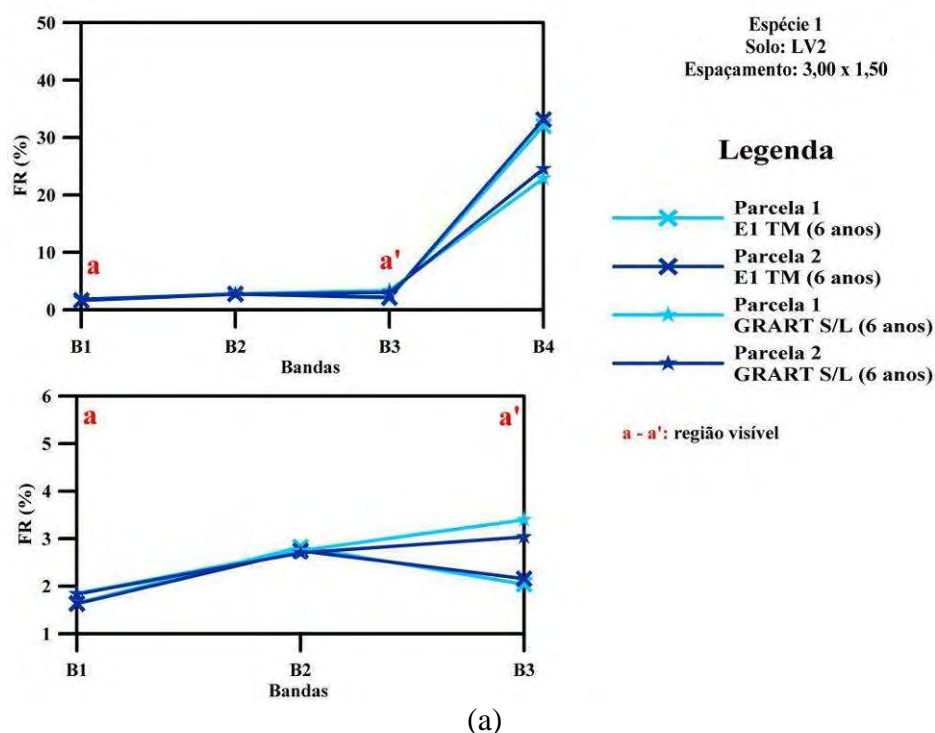 Espécie 1
Solo: LV2
Espaçamento: 3,00 x 1,50
50
40
30
20
10
0
FR (%)
a
a'
B1
B2
B3
B4
Bandas
Legenda
Parcela 1
E1 TM (6 anos)
Parcela 2
E1 TM (6 anos)
Parcela 1
GRART S/L (6 anos)
Parcela 2
GRART S/L (6 anos)
a - a': região visível
6
5
4
3
2
1
FR (%)
a
a'
B1
B2
B3
Bandas
(a)